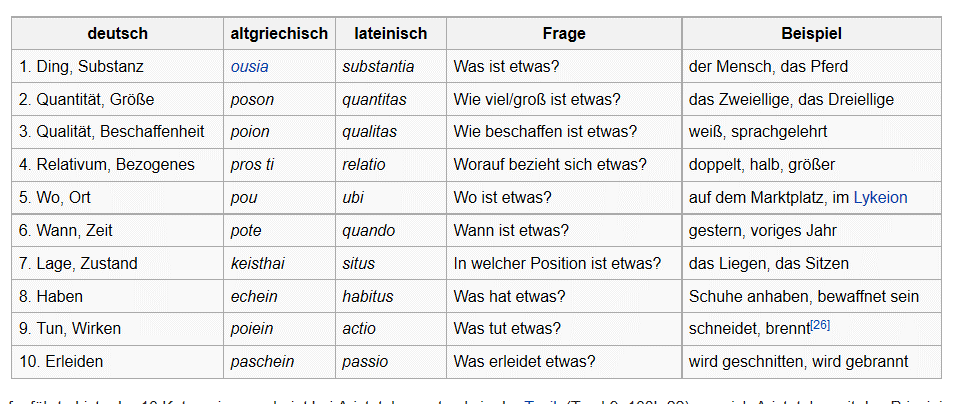 deutsch altgriechisch lateinisch Frage Beispiel
1. Ding, Substanz ousia substantia Was ist etwas? der Mensch, das Pferd
2. Quantität, Größe poson quantitas Wie viel/groß ist etwas? das Zweiellige, das Dreiellige
3. Qualität, Beschaffenheit poion qualitas Wie beschaffen ist etwas? weiß, sprachgelehrt
4. Relativum, Bezogenes pros ti relatio Worauf bezieht sich etwas? doppelt, halb, größer
5. Wo, Ort pou ubi Wo ist etwas? auf dem Marktplatz, im Lykeion
6. Wann, Zeit pote quando Wann ist etwas? gestern, voriges Jahr
7. Lage, Zustand keisthai situs In welcher Position ist etwas? das Liegen, das Sitzen
8. Haben echein habitus Was hat etwas? Schuhe anhaben, bewaffnet sein
9. Tun, Wirken poiein actio Was tut etwas? schneidet, brennt[26]
10. Erleiden paschein passio Was erleidet etwas? wird geschnitten, wird gebrannt